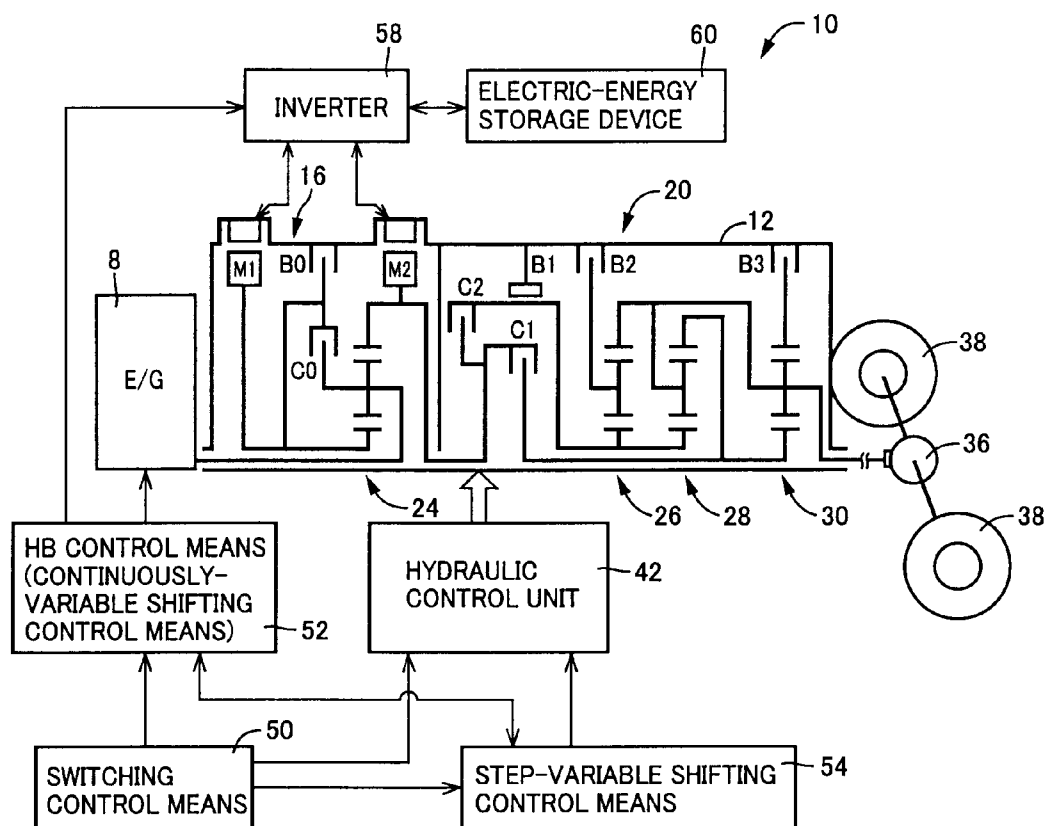 10
58
60
INVERTER
ELECTRIC-ENERGY
STORAGE DEVICE
16
20
12
8
M1
B0
M2
B1
B2
B3
C2
C1
C0
E/G
38
36
24
26
28
30
38
HB CONTROL MEANS
(CONTINUOUSLY-
VARIABLE SHIFTING
CONTROL MEANS)
52
HYDRAULIC
CONTROL UNIT
42
50
SWITCHING
CONTROL MEANS
STEP-VARIABLE SHIFTING
CONTROL MEANS
54